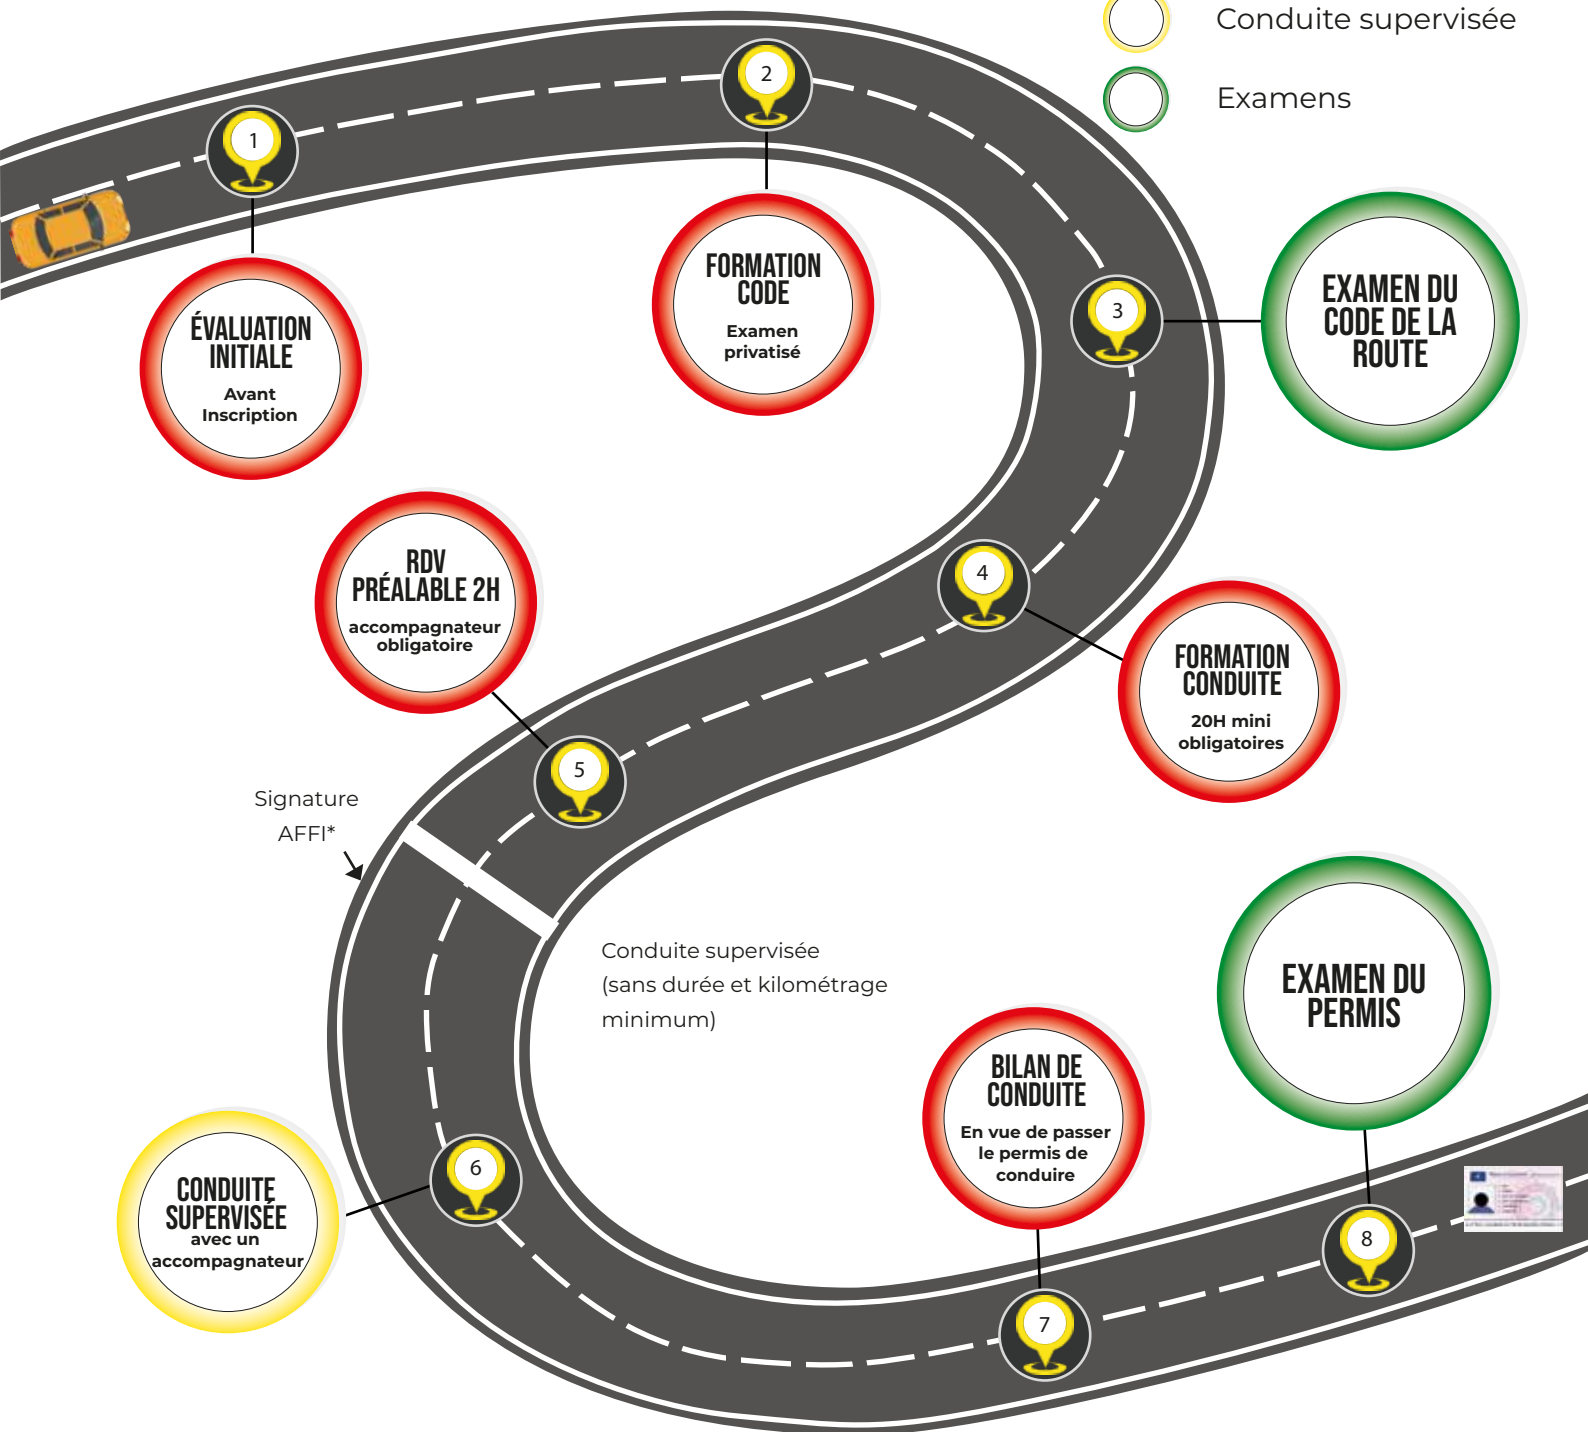 Conduite supervisée
Examens
1
2
3
4
5
6
7
8
ÉVALUATION
INITIALE
Avant
Inscription
FORMATION
CODE
Examen
privatisé
EXAMEN DU
CODE DE LA
ROUTE
RDV
PRÉALABLE 2H
accompagnateur
obligatoire
FORMATION
CONDUITE
20H mini
obligatoires
Signature
AFFI*
Conduite supervisée
(sans durée et kilométrage
minimum)
CONDUITE
SUPERVISÉE
avec un
accompagnateur
BILAN DE
CONDUITE
En vue de passer
le permis de
conduire
EXAMEN DU
PERMIS